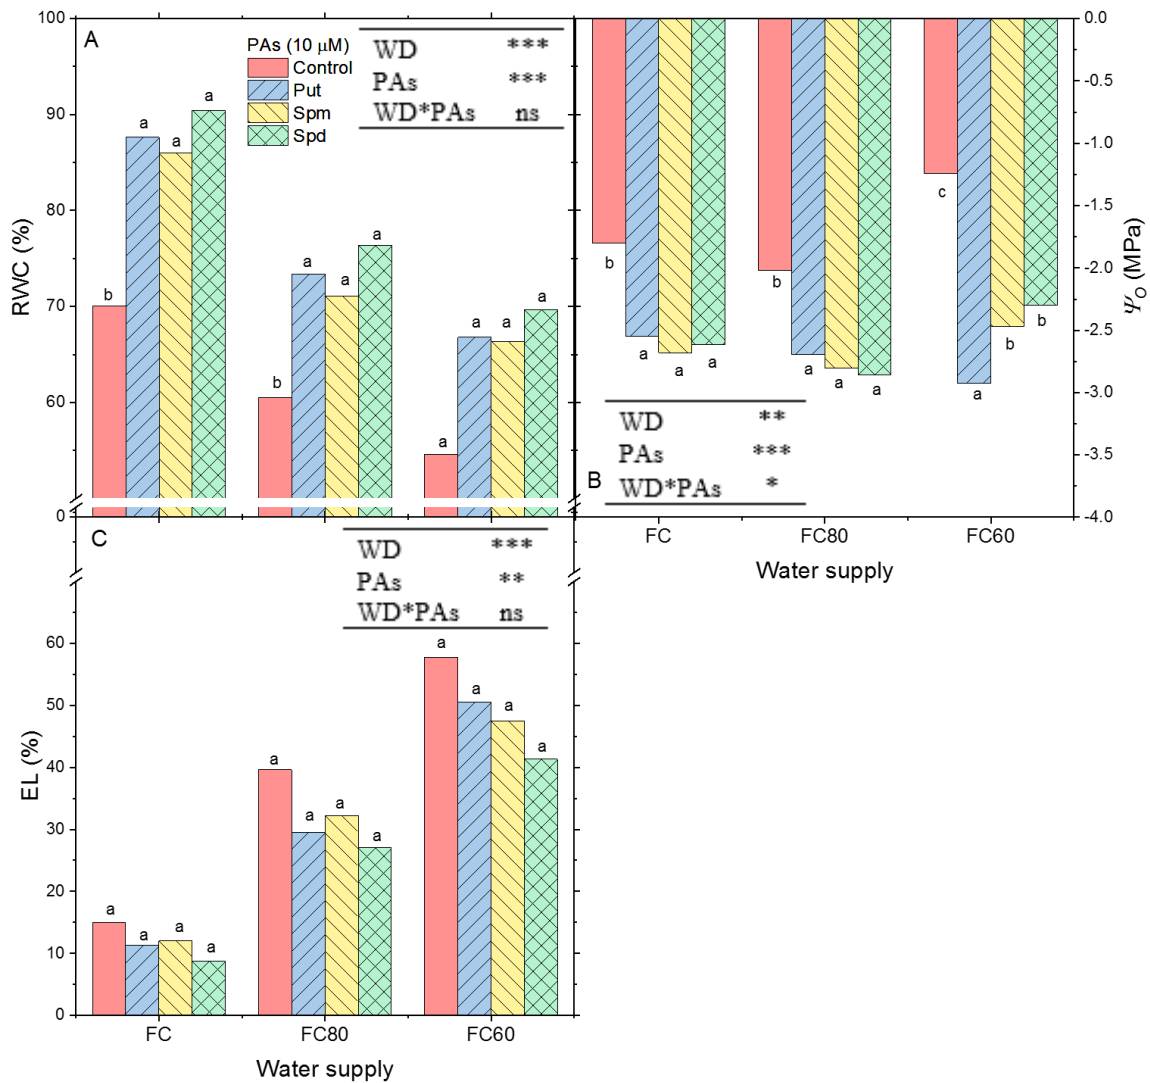 A
PAs (10 μM)
Control
Put
Spm
Spd
WD ***
PAs ***
WD*PAs ns
RWC (%)
100
90
80
70
60
0
b a a a
b a a a
a a a a
0.0
-0.5
-1.0
-1.5
-2.0
-2.5
-3.0
-3.5
-4.0
Ψ_O (MPa)
b a a a
b a a a
c a b b
WD **
PAs ***
WD*PAs *
B
FC FC80 FC60
Water supply
C
WD ***
PAs **
WD*PAs ns
EL (%)
60
50
40
30
20
10
0
a a a a
a a a a
a a a a
FC FC80 FC60
Water supply